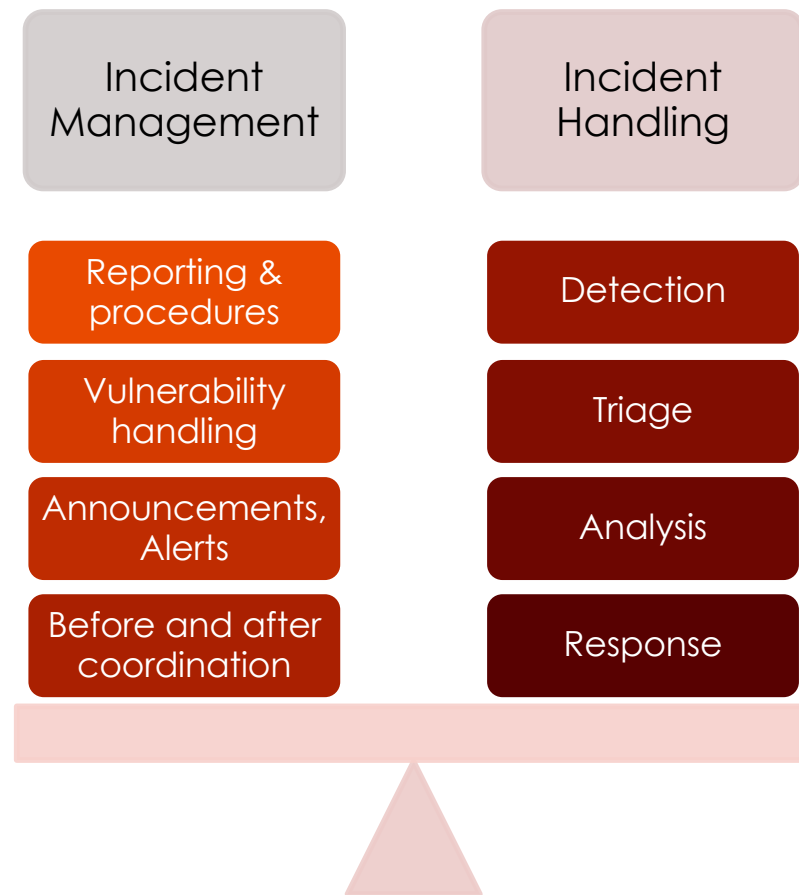 Incident
Management
Incident
Handling
Reporting &
procedures
Vulnerability
handling
Announcements,
Alerts
Before and after
coordination
Detection
Triage
Analysis
Response